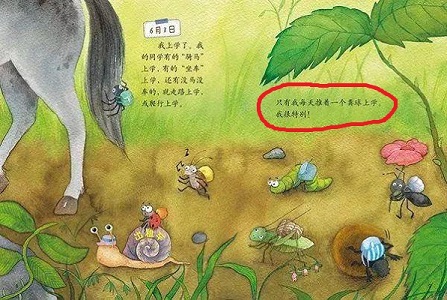 6月1日
我上学了。我
的同学有的“骑马”
上学，有的“坐车”
上学，还有没马没
车的，就走路上学，
或爬行上学。
只有我每天推着一个粪球上学，
我很特别！